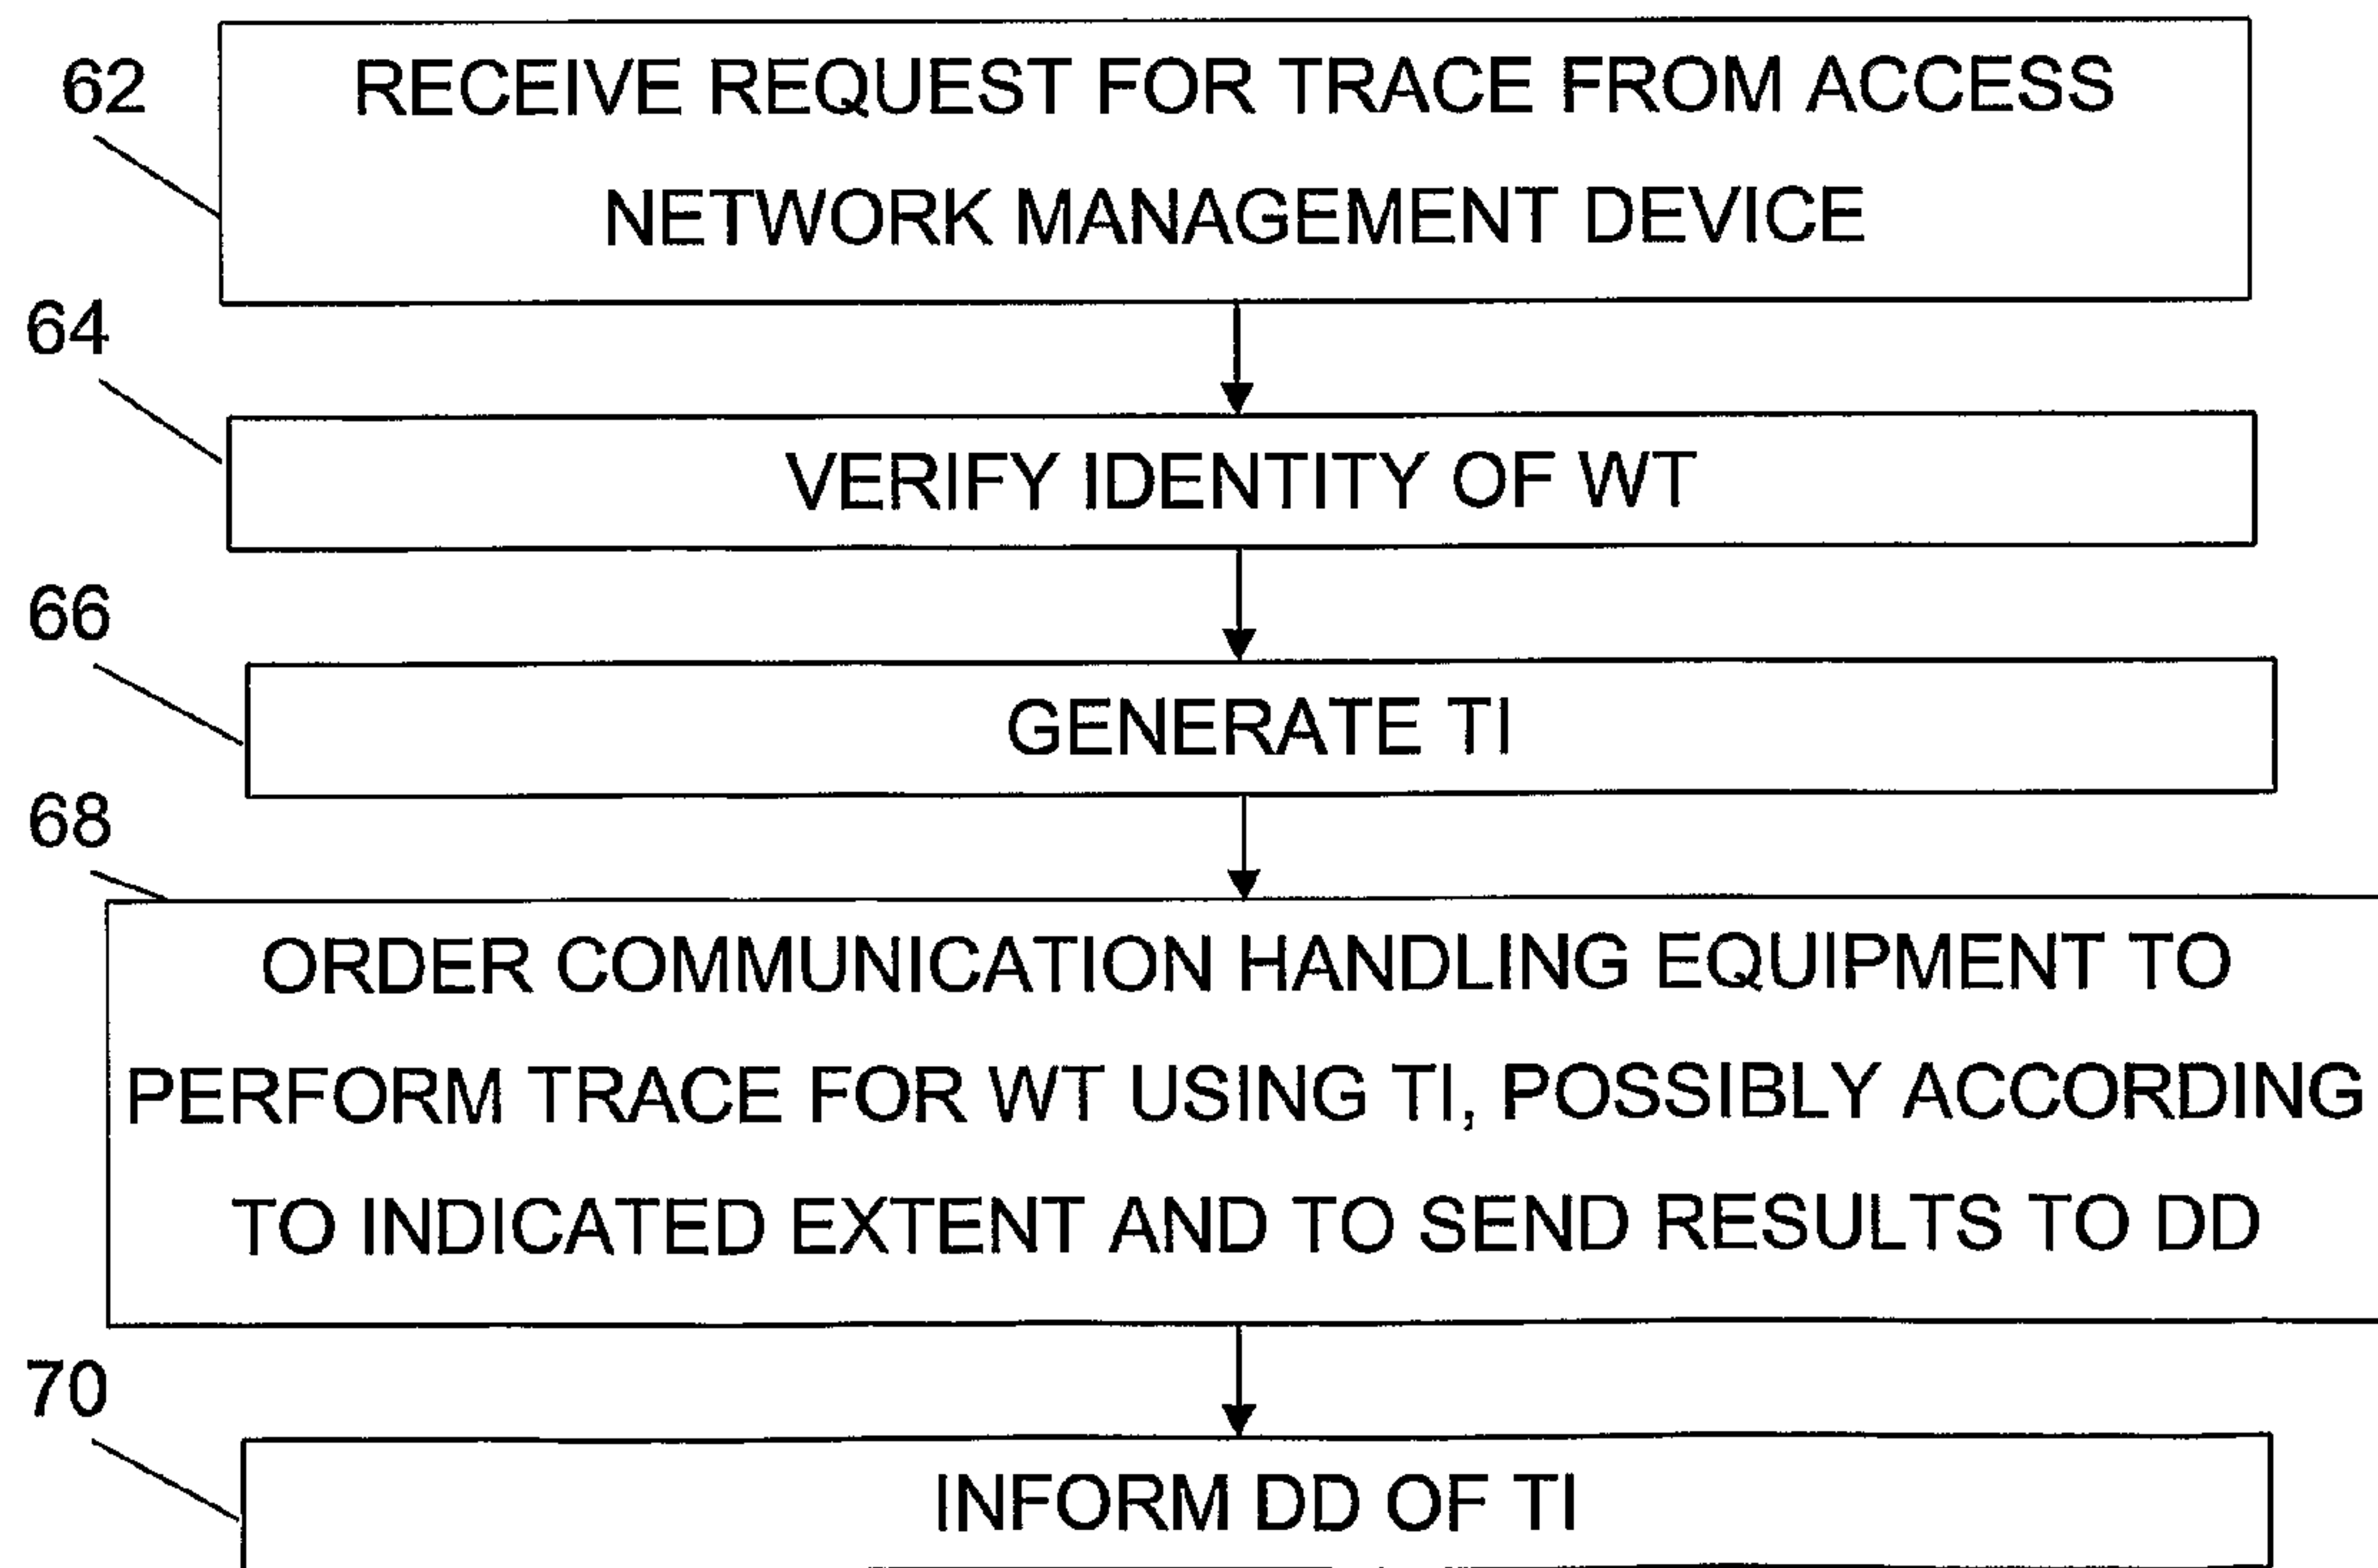 62
RECEIVE REQUEST FOR TRACE FROM ACCESS
NETWORK MANAGEMENT DEVICE
64
VERIFY IDENTITY OF WT
66
GENERATE TI
68
ORDER COMMUNICATION HANDLING EQUIPMENT TO
PERFORM TRACE FOR WT USING TI, POSSIBLY ACCORDING
TO INDICATED EXTENT AND TO SEND RESULTS TO DD
70
INFORM DD OF TI